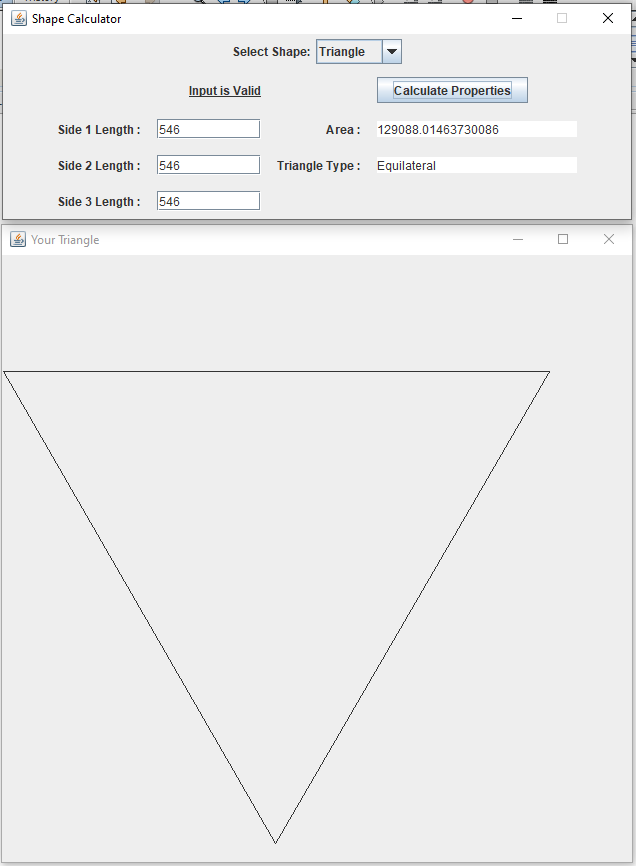 Shape Calculator
Select Shape: Triangle
Input is Valid Calculate Properties
Side 1 Length : 546 Area : 129088.01463730086
Side 2 Length : 546 Triangle Type : Equilateral
Side 3 Length : 546
Your Triangle